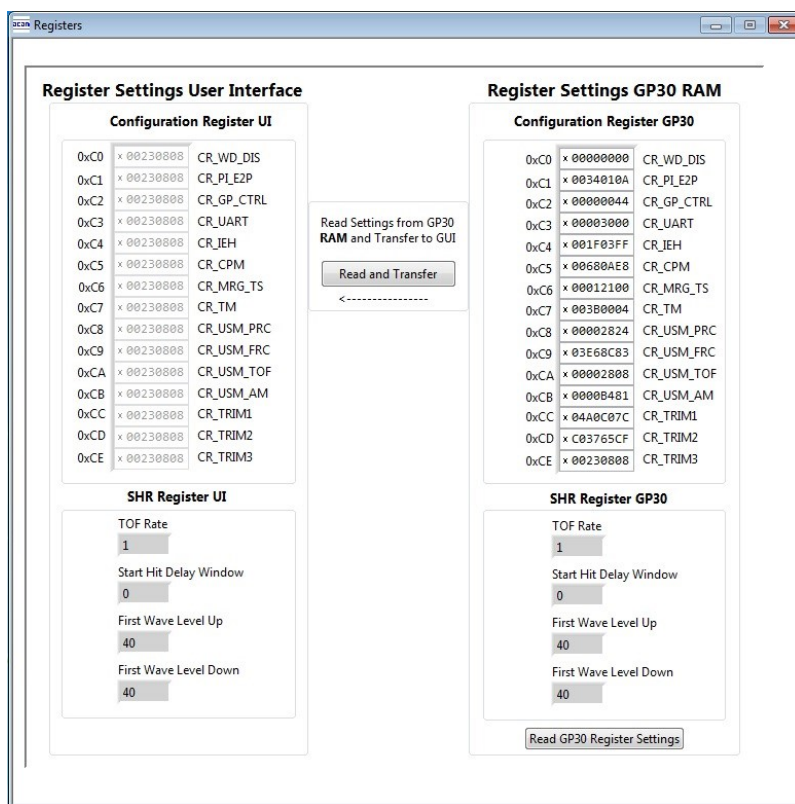 acam Registers
Register Settings User Interface
Configuration Register UI
0xC0 x 00230808 CR_WD_DIS
0xC1 x 00230808 CR_PI_E2P
0xC2 x 00230808 CR_GP_CTRL
0xC3 x 00230808 CR_UART
0xC4 x 00230808 CR_IEH
0xC5 x 00230808 CR_CPM
0xC6 x 00230808 CR_MRG_TS
0xC7 x 00230808 CR_TM
0xC8 x 00230808 CR_USM_PRC
0xC9 x 00230808 CR_USM_FRC
0xCA x 00230808 CR_USM_TOF
0xCB x 00230808 CR_USM_AM
0xCC x 00230808 CR_TRIM1
0xCD x 00230808 CR_TRIM2
0xCE x 00230808 CR_TRIM3
SHR Register UI
TOF Rate
1
Start Hit Delay Window
0
First Wave Level Up
40
First Wave Level Down
40
Read Settings from GP30
RAM and Transfer to GUI
Read and Transfer
<----------------
Register Settings GP30 RAM
Configuration Register GP30
0xC0 x 00000000 CR_WD_DIS
0xC1 x 0034010A CR_PI_E2P
0xC2 x 00000044 CR_GP_CTRL
0xC3 x 00003000 CR_UART
0xC4 x 001F03FF CR_IEH
0xC5 x 00680AE8 CR_CPM
0xC6 x 00012100 CR_MRG_TS
0xC7 x 003B0004 CR_TM
0xC8 x 00002824 CR_USM_PRC
0xC9 x 03E68C83 CR_USM_FRC
0xCA x 00002808 CR_USM_TOF
0xCB x 0000B481 CR_USM_AM
0xCC x 04A0C07C CR_TRIM1
0xCD x C03765CF CR_TRIM2
0xCE x 00230808 CR_TRIM3
SHR Register GP30
TOF Rate
1
Start Hit Delay Window
0
First Wave Level Up
40
First Wave Level Down
40
Read GP30 Register Settings